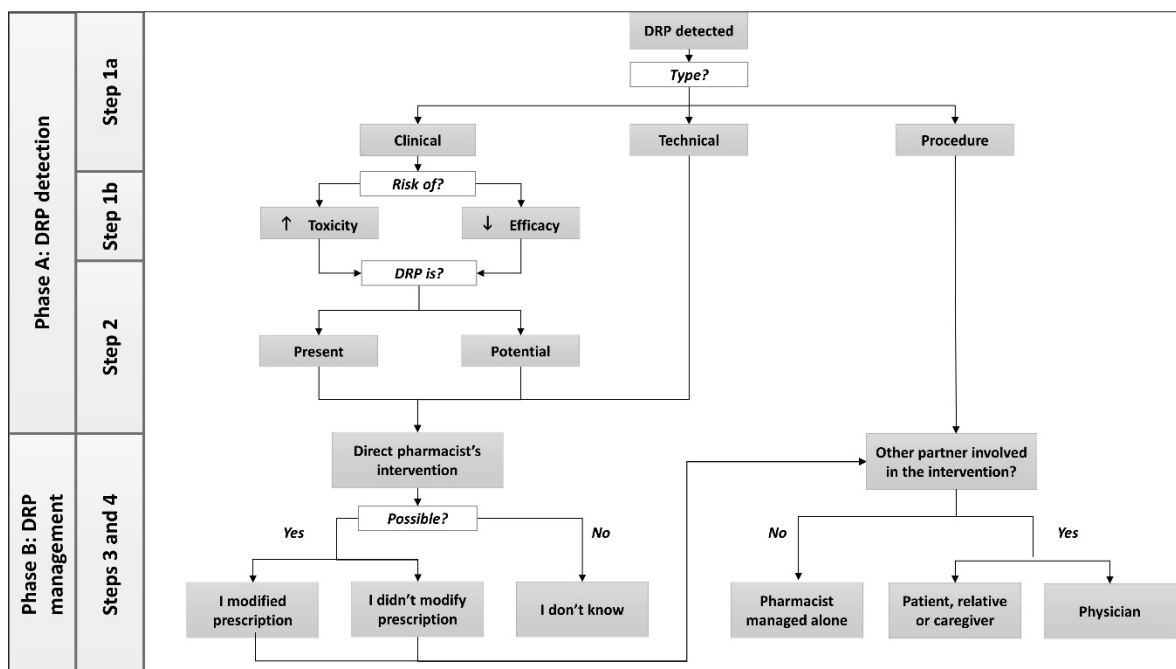 Phase A: DRP detection
Phase B: DRP
management
Step 1a
Step 1b
Step 2
Steps 3 and 4
DRP detected
Type?
Clinical
Technical
Procedure
Risk of?
↑ Toxicity
↓ Efficacy
DRP is?
Present
Potential
Direct pharmacist's
intervention
Other partner involved
in the intervention?
Possible?
Yes
No
No
Yes
I modified
prescription
I didn't modify
prescription
I don't know
Pharmacist
managed alone
Patient, relative
or caregiver
Physician